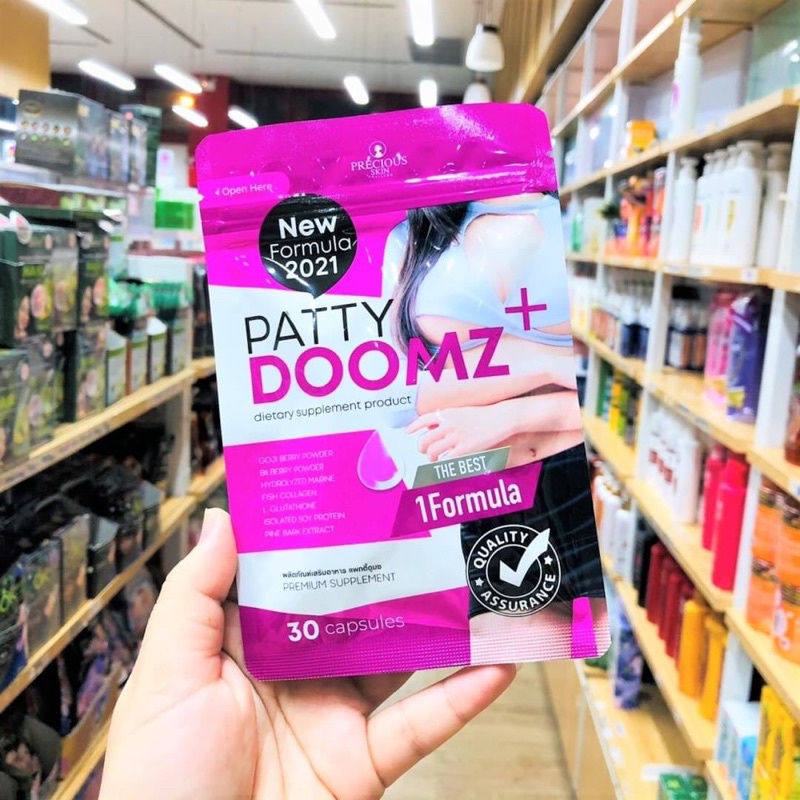 PRECIOUS
SKIN
Open Here
New
Formula
2021
PATTY
DOOMZ+
dietary supplement product
GOJI BERRY POWDER
BILBERRY POWDER
HYDROLYZED MARINE
FISH COLLAGEN
L-GLUTATHIONE
ISOLATED SOY PROTEIN
PINE BARK EXTRACT
THE BEST
1Formula
ผลิตภัณฑ์เสริมอาหาร แพทตี้ดูมซ
PREMIUM SUPPLEMENT
QUALITY
ASSURANCE
30 capsules